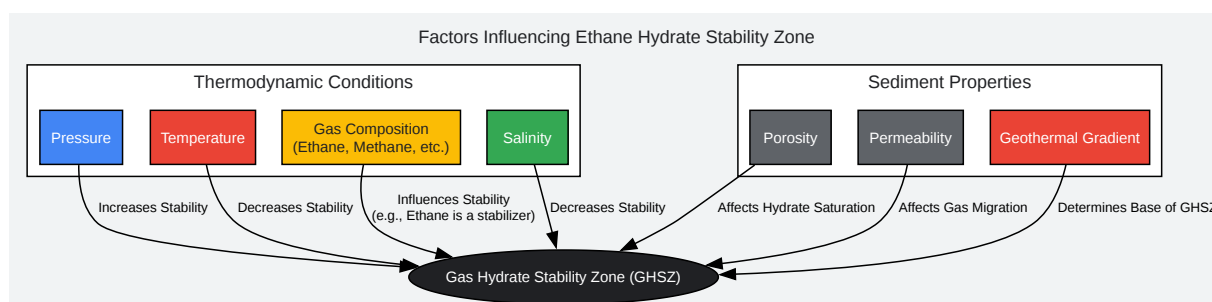 Factors Influencing Ethane Hydrate Stability Zone
Thermodynamic Conditions
Sediment Properties
Pressure
Temperature
Gas Composition
(Ethane, Methane, etc.)
Salinity
Porosity
Permeability
Geothermal Gradient
Increases Stability
Decreases Stability
Influences Stability
(e.g., Ethane is a stabilizer)
Decreases Stability
Affects Hydrate Saturation
Affects Gas Migration
Determines Base of GHSZ
Gas Hydrate Stability Zone (GHSZ)